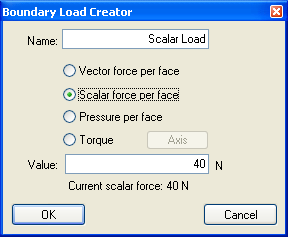 Boundary Load Creator
Name: Scalar Load
Vector force per face
Scalar force per face
Pressure per face
Torque Axis
Value: 40 N
Current scalar force: 40 N
OK Cancel